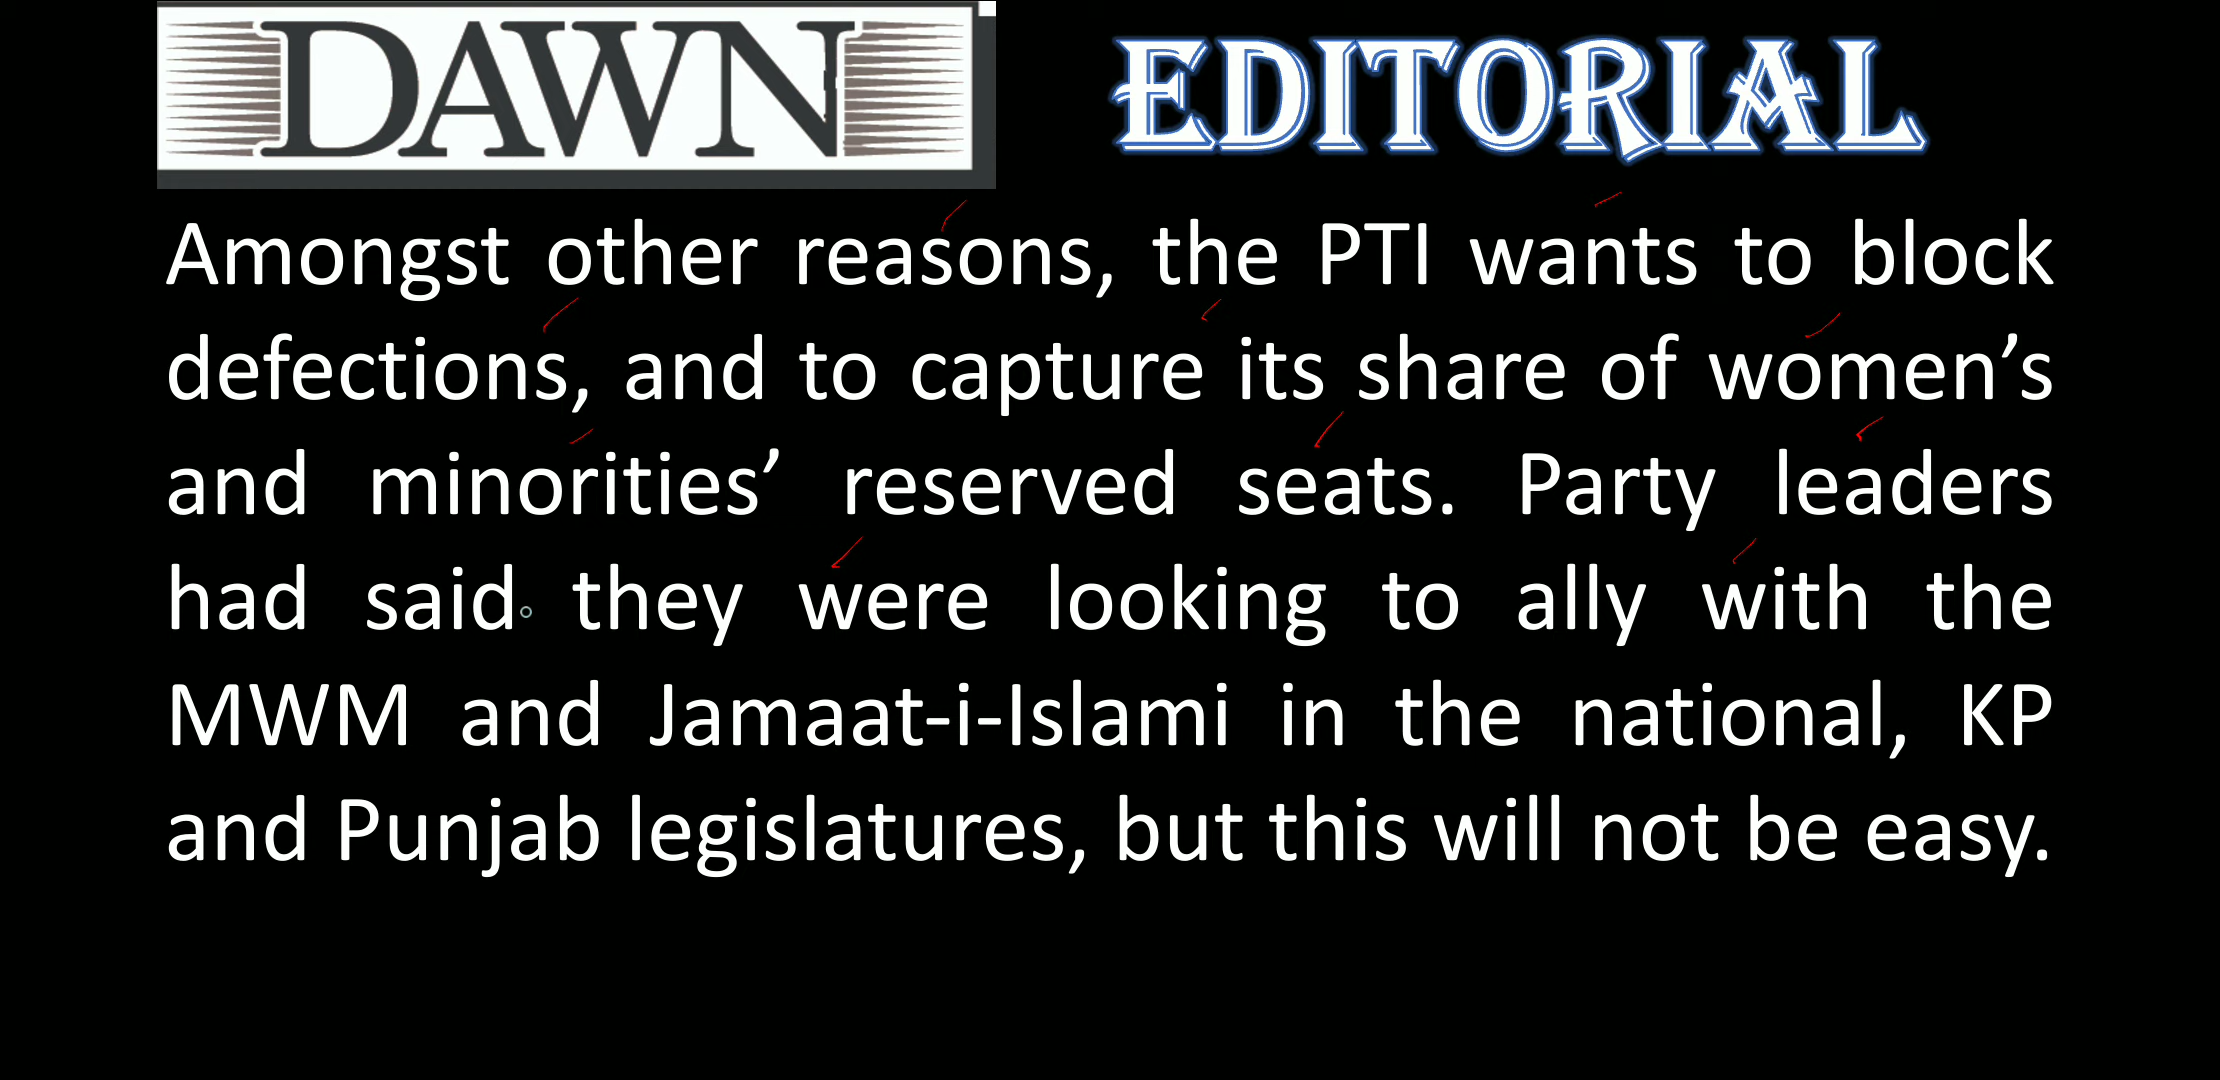 DAWN EDITORIAL
Amongst other reasons, the PTI wants to block
defections, and to capture its share of women’s
and minorities’ reserved seats. Party leaders
had said they were looking to ally with the
MWM and Jamaat-i-Islami in the national, KP
and Punjab legislatures, but this will not be easy.